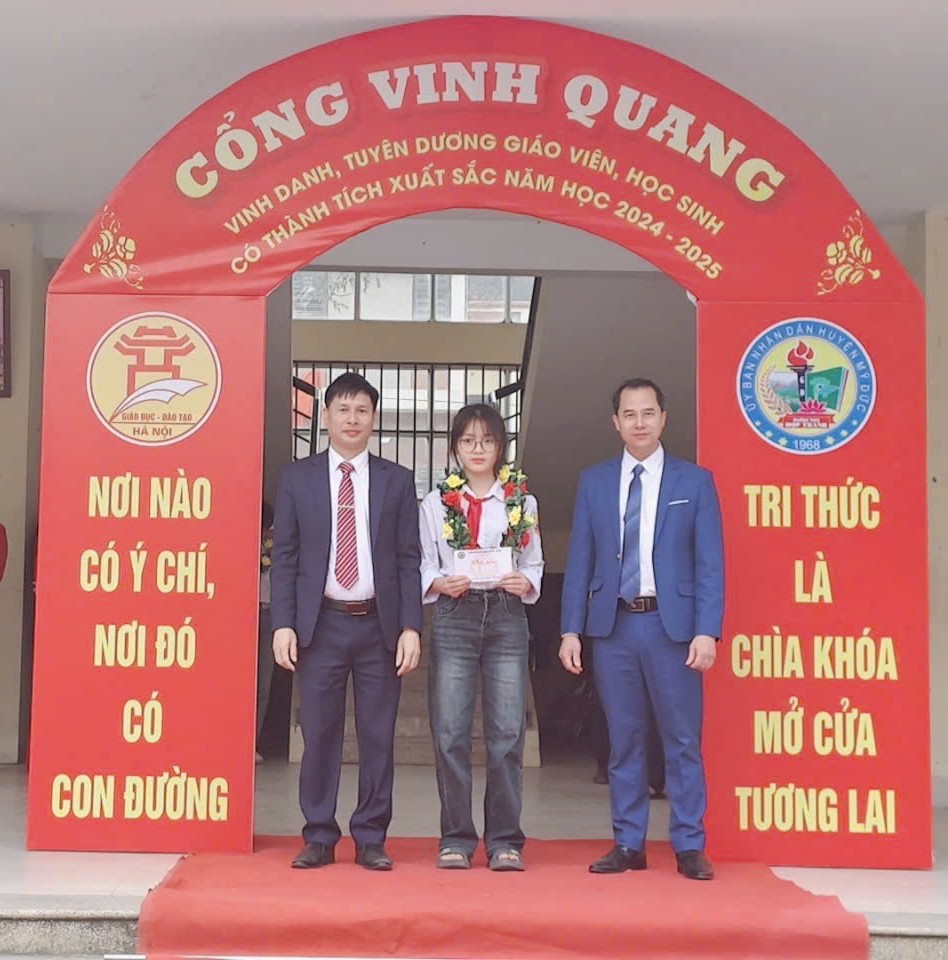 CỔNG VINH QUANG
VINH DANH, TUYÊN DƯƠNG GIÁO VIÊN, HỌC SINH
CÓ THÀNH TÍCH XUẤT SẮC NĂM HỌC 2024 - 2025
GIÁO DỤC - ĐÀO TẠO
HÀ NỘI
NƠI NÀO
CÓ Ý CHÍ,
NƠI ĐÓ
CÓ
CON ĐƯỜNG
ỦY BAN NHÂN DÂN HUYỆN MỸ ĐỨC
HỢP THANH
1968
TRI THỨC
LÀ
CHÌA KHÓA
MỞ CỬA
TƯƠNG LAI